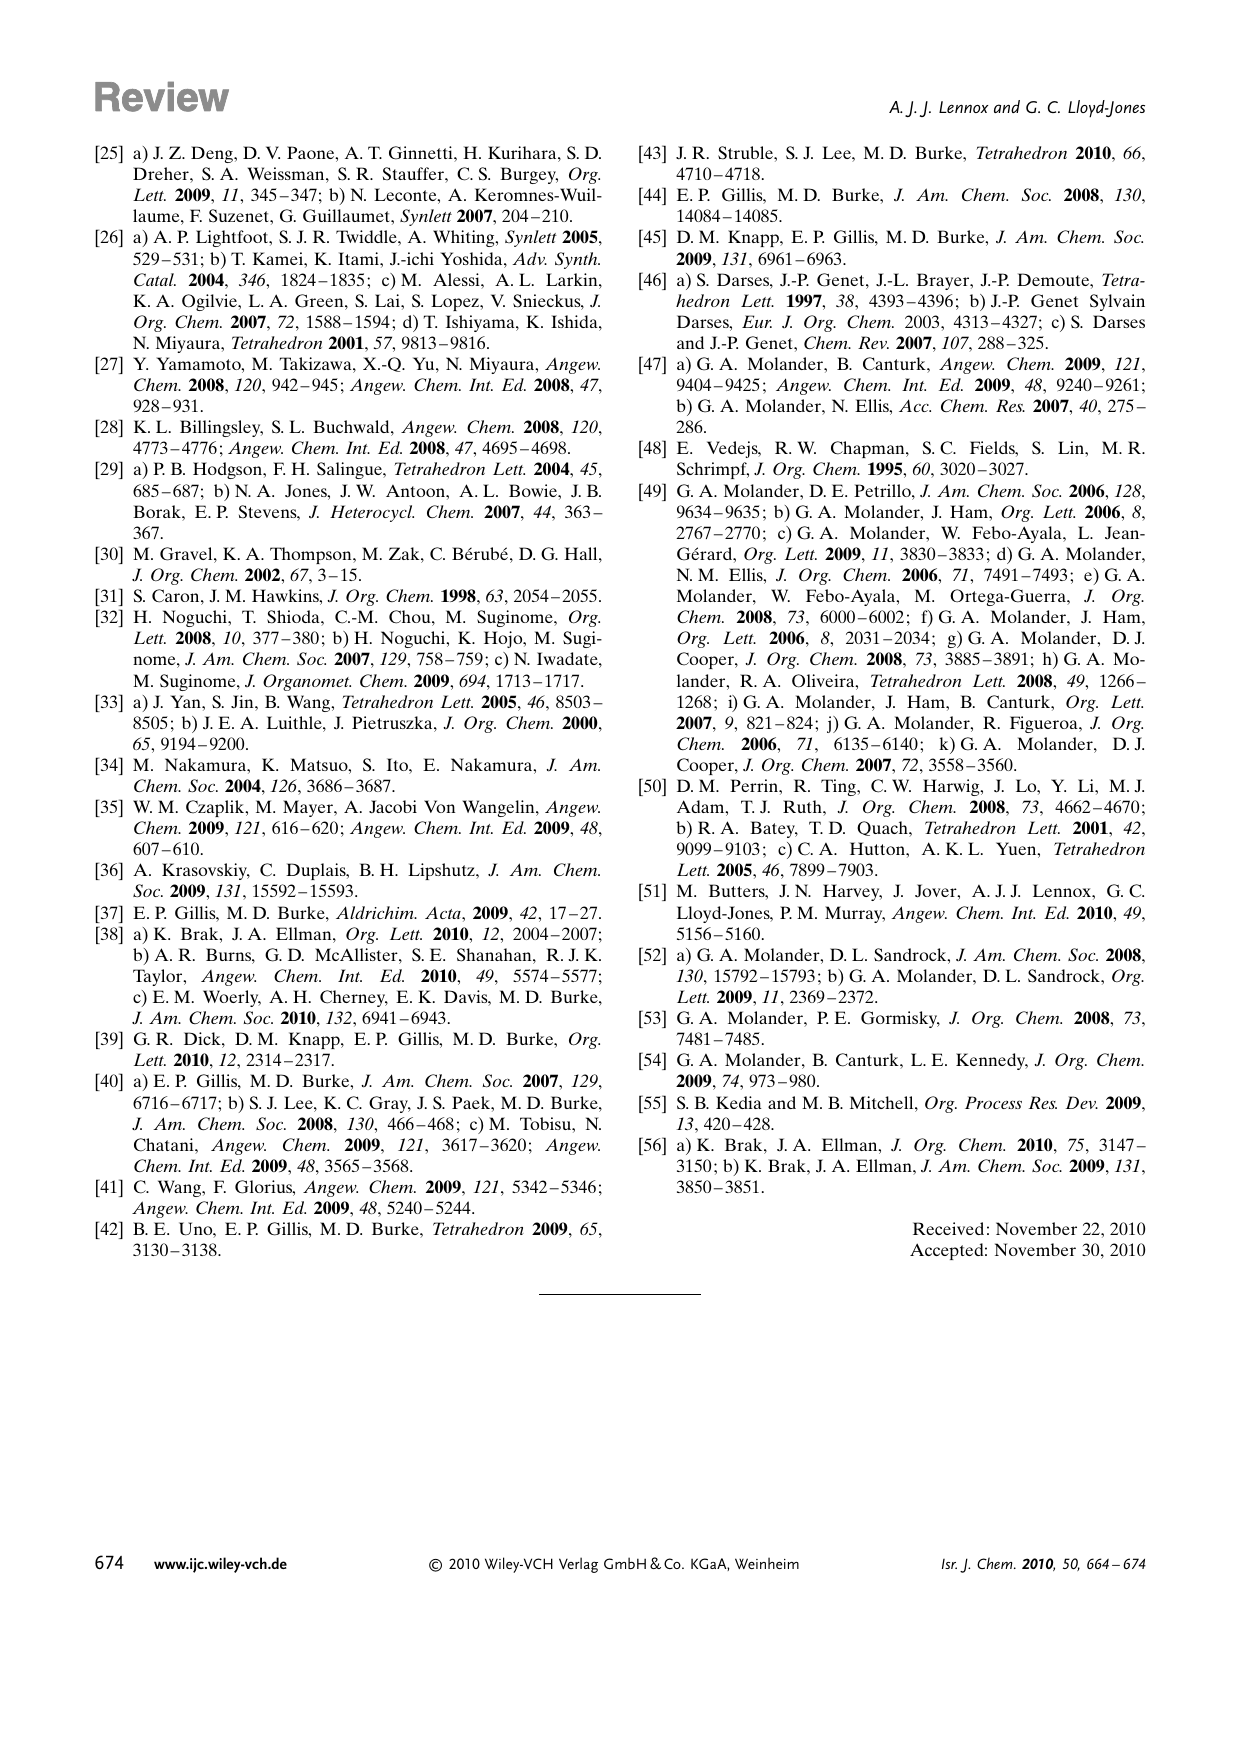 Review
A. J. J. Lennox and G. C. Lloyd-Jones
[25] a) J. Z. Deng, D. V. Paone, A. T. Ginnetti, H. Kurihara, S. D.
Dreher, S. A. Weissman, S. R. Stauffer, C. S. Burgey, Org.
Lett. 2009, 11, 345–347; b) N. Leconte, A. Keromnes-Wuil-
laume, F. Suzenet, G. Guillaumet, Synlett 2007, 204–210.
[26] a) A. P. Lightfoot, S. J. R. Twiddle, A. Whiting, Synlett 2005,
529–531; b) T. Kamei, K. Itami, J.-ichi Yoshida, Adv. Synth.
Catal. 2004, 346, 1824–1835; c) M. Alessi, A. L. Larkin,
K. A. Ogilvie, L. A. Green, S. Lai, S. Lopez, V. Snieckus, J.
Org. Chem. 2007, 72, 1588–1594; d) T. Ishiyama, K. Ishida,
N. Miyaura, Tetrahedron 2001, 57, 9813–9816.
[27] Y. Yamamoto, M. Takizawa, X.-Q. Yu, N. Miyaura, Angew.
Chem. 2008, 120, 942–945; Angew. Chem. Int. Ed. 2008, 47,
928–931.
[28] K. L. Billingsley, S. L. Buchwald, Angew. Chem. 2008, 120,
4773–4776; Angew. Chem. Int. Ed. 2008, 47, 4695–4698.
[29] a) P. B. Hodgson, F. H. Salingue, Tetrahedron Lett. 2004, 45,
685–687; b) N. A. Jones, J. W. Antoon, A. L. Bowie, J. B.
Borak, E. P. Stevens, J. Heterocycl. Chem. 2007, 44, 363–
367.
[30] M. Gravel, K. A. Thompson, M. Zak, C. Bérubé, D. G. Hall,
J. Org. Chem. 2002, 67, 3–15.
[31] S. Caron, J. M. Hawkins, J. Org. Chem. 1998, 63, 2054–2055.
[32] H. Noguchi, T. Shioda, C.-M. Chou, M. Suginome, Org.
Lett. 2008, 10, 377–380; b) H. Noguchi, K. Hojo, M. Sugi-
nome, J. Am. Chem. Soc. 2007, 129, 758–759; c) N. Iwadate,
M. Suginome, J. Organomet. Chem. 2009, 694, 1713–1717.
[33] a) J. Yan, S. Jin, B. Wang, Tetrahedron Lett. 2005, 46, 8503–
8505; b) J. E. A. Luithle, J. Pietruszka, J. Org. Chem. 2000,
65, 9194–9200.
[34] M. Nakamura, K. Matsuo, S. Ito, E. Nakamura, J. Am.
Chem. Soc. 2004, 126, 3686–3687.
[35] W. M. Czaplik, M. Mayer, A. Jacobi Von Wangelin, Angew.
Chem. 2009, 121, 616–620; Angew. Chem. Int. Ed. 2009, 48,
607–610.
[36] A. Krasovskiy, C. Duplais, B. H. Lipshutz, J. Am. Chem.
Soc. 2009, 131, 15592–15593.
[37] E. P. Gillis, M. D. Burke, Aldrichim. Acta, 2009, 42, 17–27.
[38] a) K. Brak, J. A. Ellman, Org. Lett. 2010, 12, 2004–2007;
b) A. R. Burns, G. D. McAllister, S. E. Shanahan, R. J. K.
Taylor, Angew. Chem. Int. Ed. 2010, 49, 5574–5577;
c) E. M. Woerly, A. H. Cherney, E. K. Davis, M. D. Burke,
J. Am. Chem. Soc. 2010, 132, 6941–6943.
[39] G. R. Dick, D. M. Knapp, E. P. Gillis, M. D. Burke, Org.
Lett. 2010, 12, 2314–2317.
[40] a) E. P. Gillis, M. D. Burke, J. Am. Chem. Soc. 2007, 129,
6716–6717; b) S. J. Lee, K. C. Gray, J. S. Paek, M. D. Burke,
J. Am. Chem. Soc. 2008, 130, 466–468; c) M. Tobisu, N.
Chatani, Angew. Chem. 2009, 121, 3617–3620; Angew.
Chem. Int. Ed. 2009, 48, 3565–3568.
[41] C. Wang, F. Glorius, Angew. Chem. 2009, 121, 5342–5346;
Angew. Chem. Int. Ed. 2009, 48, 5240–5244.
[42] B. E. Uno, E. P. Gillis, M. D. Burke, Tetrahedron 2009, 65,
3130–3138.
[43] J. R. Struble, S. J. Lee, M. D. Burke, Tetrahedron 2010, 66,
4710–4718.
[44] E. P. Gillis, M. D. Burke, J. Am. Chem. Soc. 2008, 130,
14084–14085.
[45] D. M. Knapp, E. P. Gillis, M. D. Burke, J. Am. Chem. Soc.
2009, 131, 6961–6963.
[46] a) S. Darses, J.-P. Genet, J.-L. Brayer, J.-P. Demoute, Tetra-
hedron Lett. 1997, 38, 4393–4396; b) J.-P. Genet Sylvain
Darses, Eur. J. Org. Chem. 2003, 4313–4327; c) S. Darses
and J.-P. Genet, Chem. Rev. 2007, 107, 288–325.
[47] a) G. A. Molander, B. Canturk, Angew. Chem. 2009, 121,
9404–9425; Angew. Chem. Int. Ed. 2009, 48, 9240–9261;
b) G. A. Molander, N. Ellis, Acc. Chem. Res. 2007, 40, 275–
286.
[48] E. Vedejs, R. W. Chapman, S. C. Fields, S. Lin, M. R.
Schrimpf, J. Org. Chem. 1995, 60, 3020–3027.
[49] G. A. Molander, D. E. Petrillo, J. Am. Chem. Soc. 2006, 128,
9634–9635; b) G. A. Molander, J. Ham, Org. Lett. 2006, 8,
2767–2770; c) G. A. Molander, W. Febo-Ayala, L. Jean-
Gérard, Org. Lett. 2009, 11, 3830–3833; d) G. A. Molander,
N. M. Ellis, J. Org. Chem. 2006, 71, 7491–7493; e) G. A.
Molander, W. Febo-Ayala, M. Ortega-Guerra, J. Org.
Chem. 2008, 73, 6000–6002; f) G. A. Molander, J. Ham,
Org. Lett. 2006, 8, 2031–2034; g) G. A. Molander, D. J.
Cooper, J. Org. Chem. 2008, 73, 3885–3891; h) G. A. Mo-
lander, R. A. Oliveira, Tetrahedron Lett. 2008, 49, 1266–
1268; i) G. A. Molander, J. Ham, B. Canturk, Org. Lett.
2007, 9, 821–824; j) G. A. Molander, R. Figueroa, J. Org.
Chem. 2006, 71, 6135–6140; k) G. A. Molander, D. J.
Cooper, J. Org. Chem. 2007, 72, 3558–3560.
[50] D. M. Perrin, R. Ting, C. W. Harwig, J. Lo, Y. Li, M. J.
Adam, T. J. Ruth, J. Org. Chem. 2008, 73, 4662–4670;
b) R. A. Batey, T. D. Quach, Tetrahedron Lett. 2001, 42,
9099–9103; c) C. A. Hutton, A. K. L. Yuen, Tetrahedron
Lett. 2005, 46, 7899–7903.
[51] M. Butters, J. N. Harvey, J. Jover, A. J. J. Lennox, G. C.
Lloyd-Jones, P. M. Murray, Angew. Chem. Int. Ed. 2010, 49,
5156–5160.
[52] a) G. A. Molander, D. L. Sandrock, J. Am. Chem. Soc. 2008,
130, 15792–15793; b) G. A. Molander, D. L. Sandrock, Org.
Lett. 2009, 11, 2369–2372.
[53] G. A. Molander, P. E. Gormisky, J. Org. Chem. 2008, 73,
7481–7485.
[54] G. A. Molander, B. Canturk, L. E. Kennedy, J. Org. Chem.
2009, 74, 973–980.
[55] S. B. Kedia and M. B. Mitchell, Org. Process Res. Dev. 2009,
13, 420–428.
[56] a) K. Brak, J. A. Ellman, J. Org. Chem. 2010, 75, 3147–
3150; b) K. Brak, J. A. Ellman, J. Am. Chem. Soc. 2009, 131,
3850–3851.
Received: November 22, 2010
Accepted: November 30, 2010
674 www.ijc.wiley-vch.de © 2010 Wiley-VCH Verlag GmbH & Co. KGaA, Weinheim Isr. J. Chem. 2010, 50, 664–674